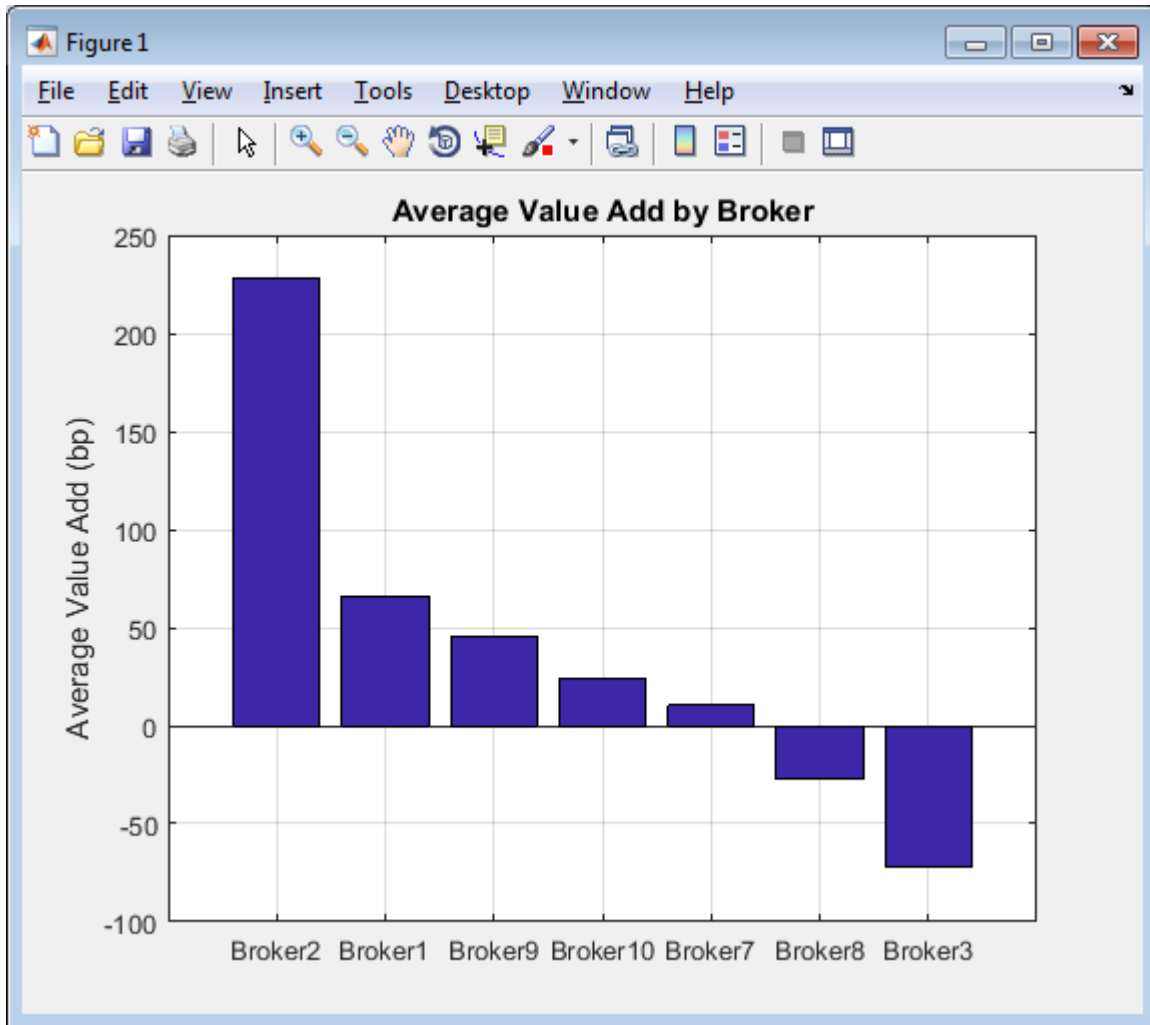 Figure 1
File Edit View Insert Tools Desktop Window Help
Average Value Add by Broker
250
200
150
100
50
0
-50
-100
Average Value Add (bp)
Broker2 Broker1 Broker9 Broker10 Broker7 Broker8 Broker3